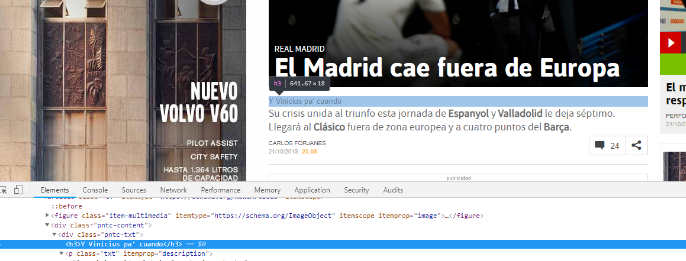 REAL MADRID
El Madrid cae fuera de Europa
h3 | 641.67×18
Y Vinicius pa' cuando
Su crisis unida al triunfo esta jornada de Espanyol y Valladolid le deja séptimo.
Llegará al Clásico fuera de zona europea y a cuatro puntos del Barça.
CARLOS FORJANES
21/10/2018
24
publicidad
NUEVO
VOLVO V60
PILOT ASSIST
CITY SAFETY
HASTA 1.364 LITROS
DE CAPACIDAD
El m
resp
PERFO
21/10
Elements Console Sources Network Performance Memory Application Security Audits
::before
<figure class="item-multimedia" itemtype="https://schema.org/ImageObject" itemscope itemprop="image">…</figure>
<div class="pntc-content">
<div class="pntc-txt">
<h3>Y Vinicius pa' cuando</h3> == $0
<p class="txt" itemprop="description">